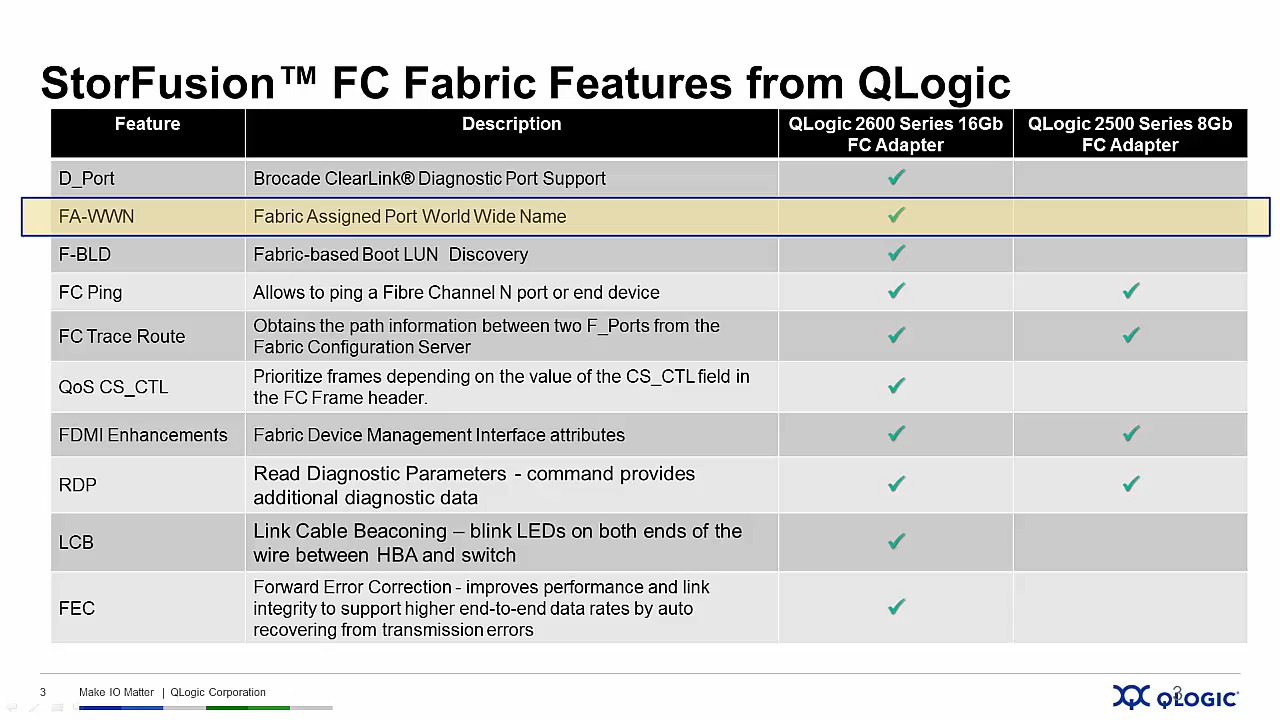 StorFusion™ FC Fabric Features from QLogic
Feature
Description
QLogic 2600 Series 16Gb
FC Adapter
QLogic 2500 Series 8Gb
FC Adapter
D_Port
Brocade ClearLink® Diagnostic Port Support
✓
FA-WWN
Fabric Assigned Port World Wide Name
✓
F-BLD
Fabric-based Boot LUN Discovery
✓
FC Ping
Allows to ping a Fibre Channel N port or end device
✓ ✓
FC Trace Route
Obtains the path information between two F_Ports from the
Fabric Configuration Server
✓ ✓
QoS CS_CTL
Prioritize frames depending on the value of the CS_CTL field in
the FC Frame header.
✓
FDMI Enhancements
Fabric Device Management Interface attributes
✓ ✓
RDP
Read Diagnostic Parameters - command provides
additional diagnostic data
✓ ✓
LCB
Link Cable Beaconing – blink LEDs on both ends of the
wire between HBA and switch
✓
FEC
Forward Error Correction - improves performance and link
integrity to support higher end-to-end data rates by auto
recovering from transmission errors
✓
3 Make IO Matter | QLogic Corporation
3
QLOGIC